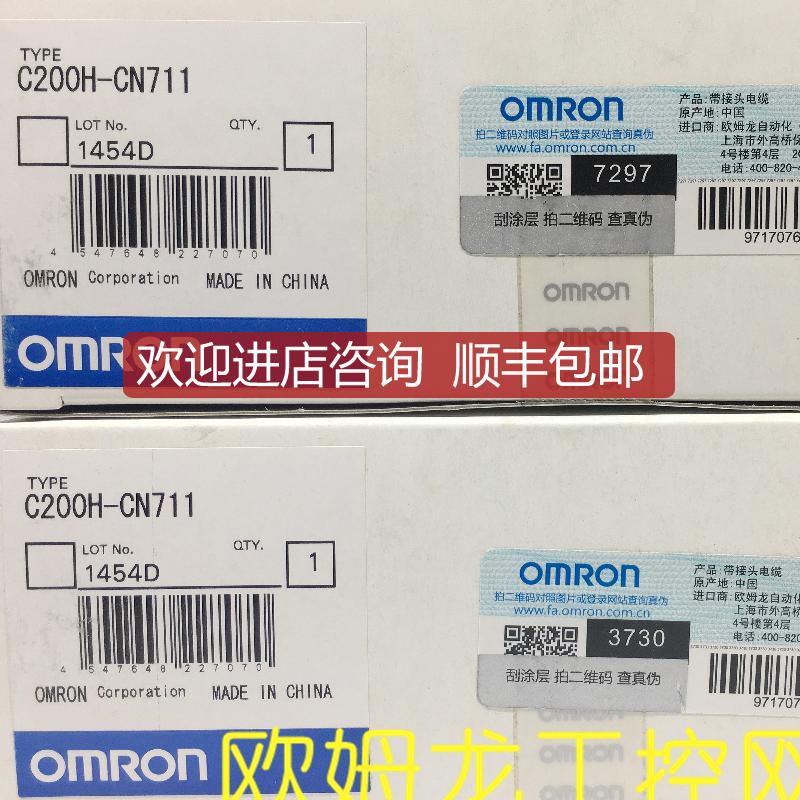 TYPE
C200H-CN711
LOT No. QTY.
1454D 1
4 547648 227070
OMRON Corporation MADE IN CHINA
OMRON
OMRON
拍二维码对照图片或登录网站查询真伪
www.fa.omron.com.cn
7297
刮涂层 拍二维码 查真伪
产品:带接头电缆
原产地:中国
进口商:欧姆龙自动化
上海市外高桥保
4号楼第4层 20
电话:400-820-4
9717076
OMRON
OMRON
欢迎进店咨询 顺丰包邮
TYPE
C200H-CN711
LOT No. QTY.
1454D 1
4 547648 227070
OMRON Corporation MADE IN CHINA
OMRON
OMRON
拍二维码对照图片或登录网站查询真伪
www.fa.omron.com.cn
3730
刮涂层 拍二维码 查真伪
产品:带接头电缆
原产地:中国
进口商:欧姆龙自动化
上海市外高桥
4号楼第4层
电话:400-820
971707
OMRON
OMRON
欧姆龙工控网